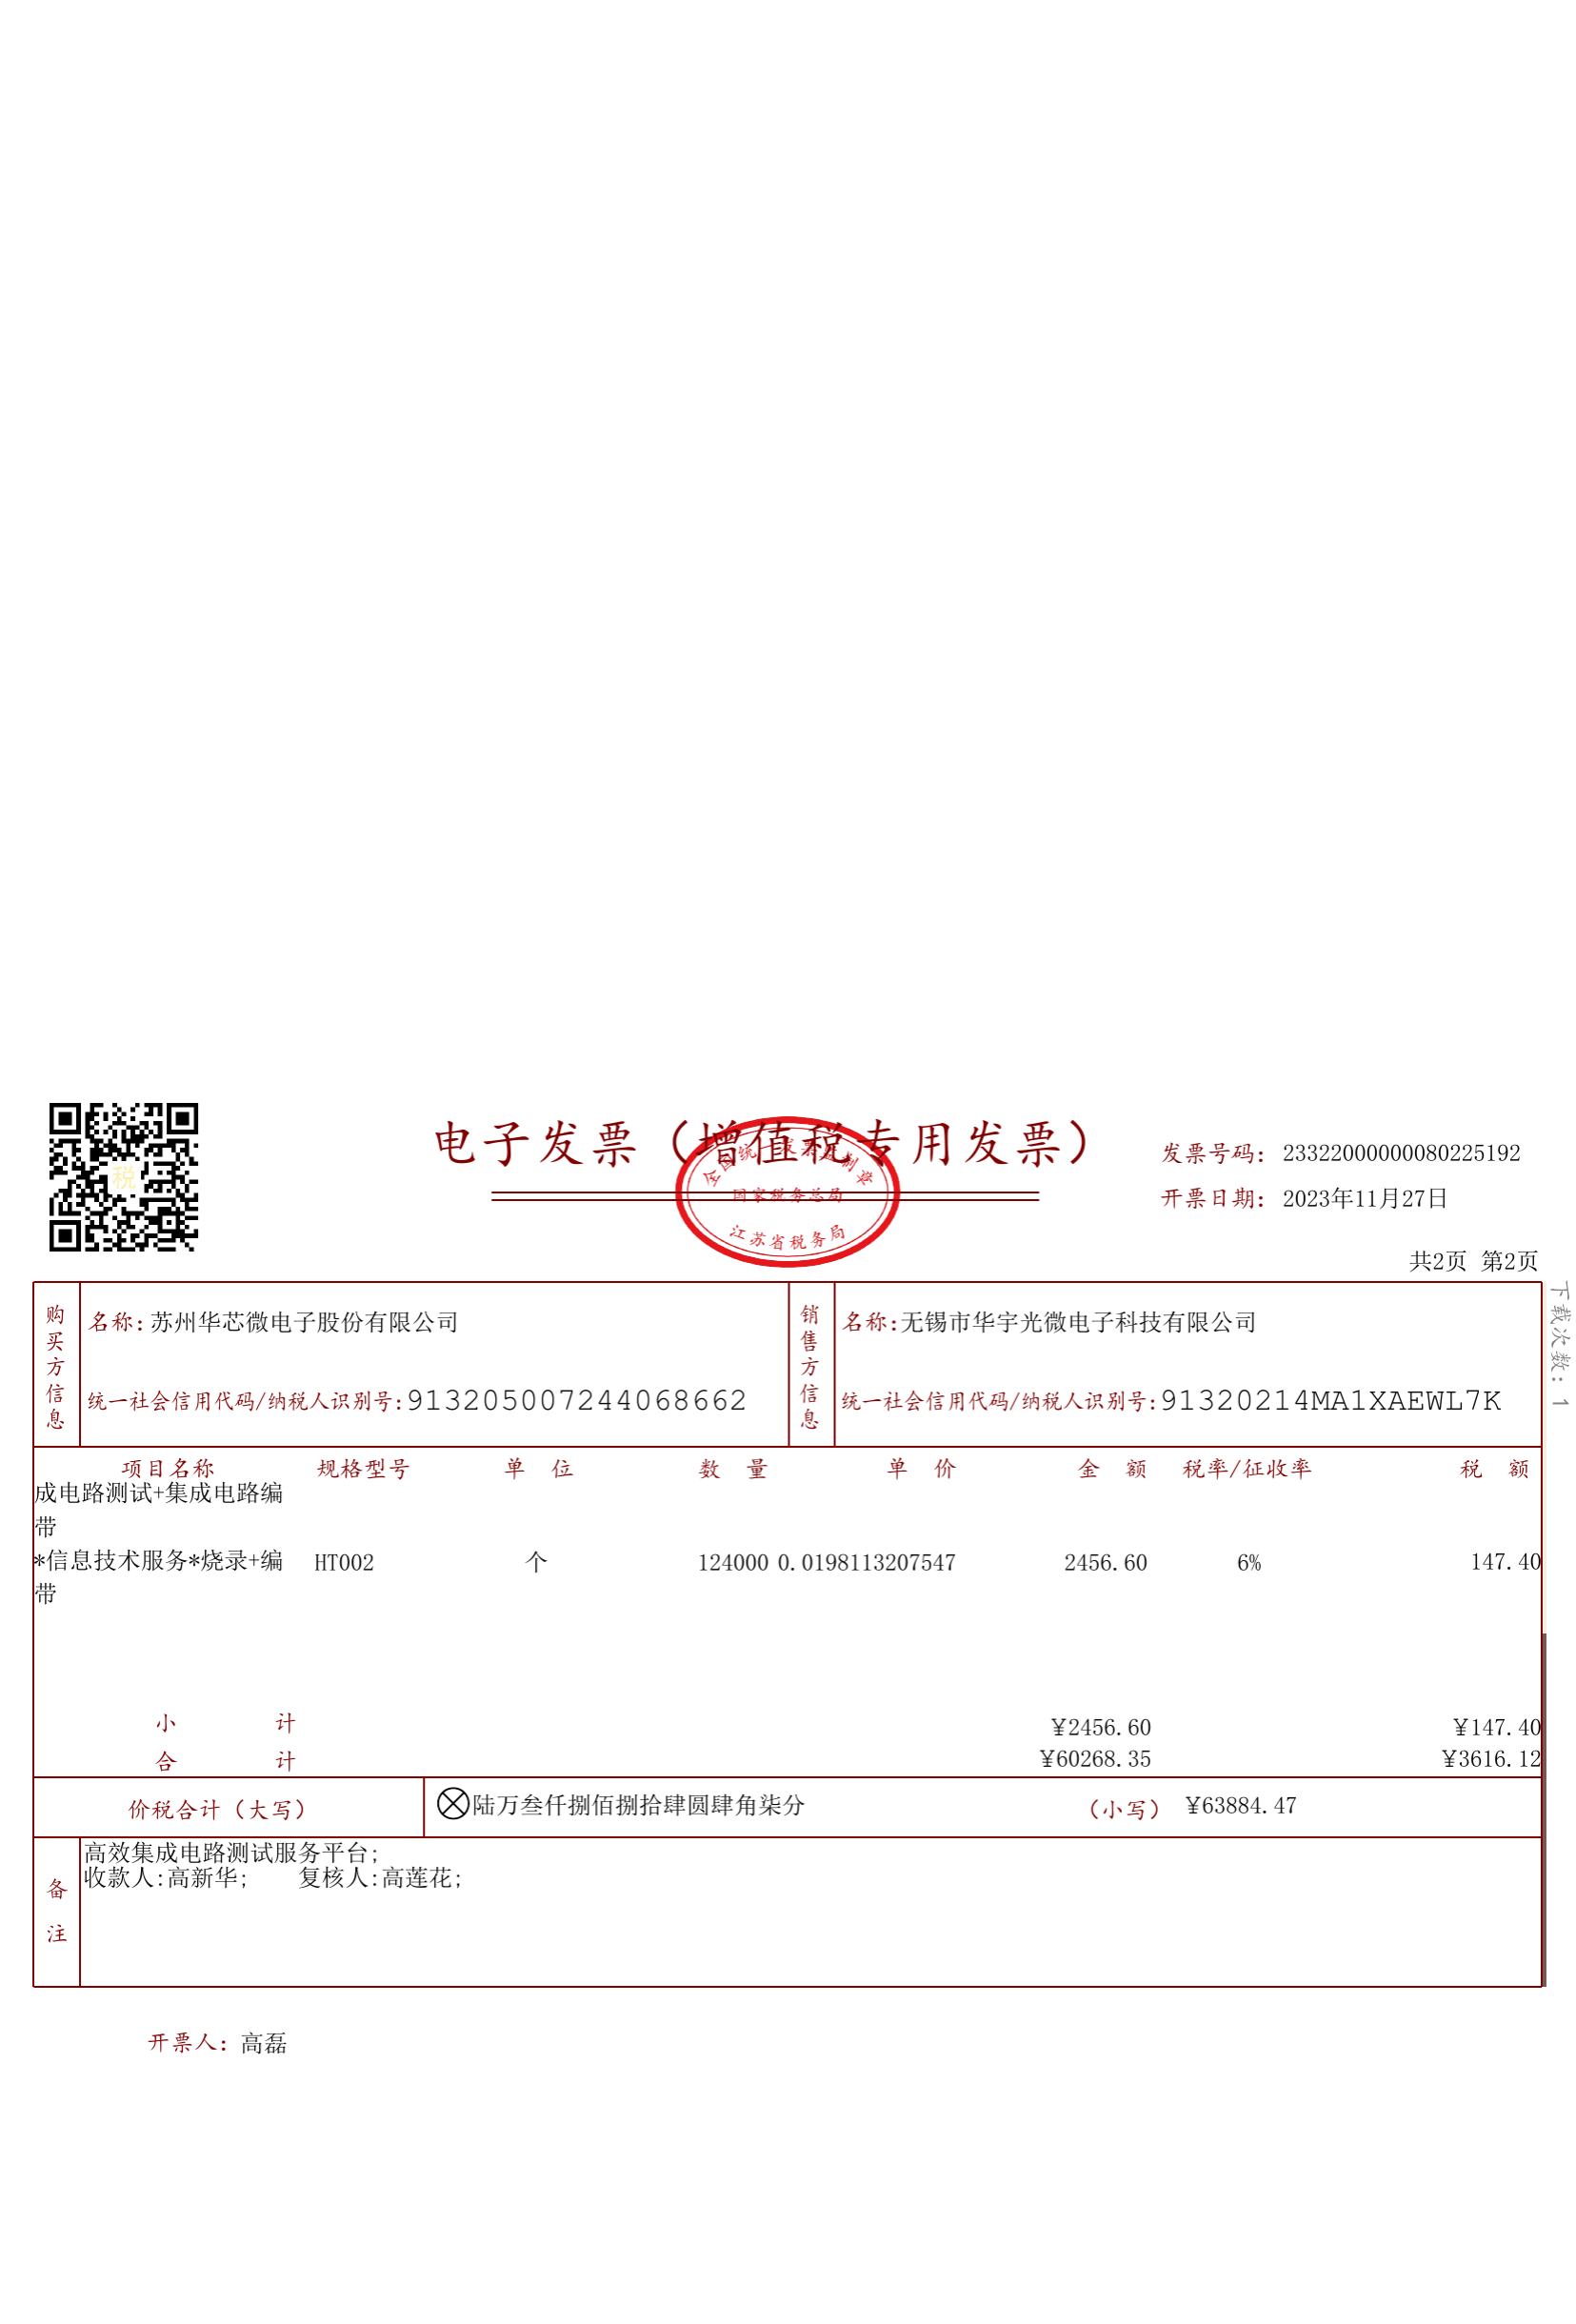 电子发票（增值税专用发票）
全国统一发票监制章
国家税务总局
江苏省税务局
税
发票号码：23322000000080225192
开票日期：2023年11月27日
共2页 第2页
下载次数：1
购买方信息
名称：苏州华芯微电子股份有限公司
统一社会信用代码/纳税人识别号：913205007244068662
销售方信息
名称：无锡市华宇光微电子科技有限公司
统一社会信用代码/纳税人识别号：91320214MA1XAEWL7K
项目名称 规格型号 单 位 数 量 单 价 金 额 税率/征收率 税 额
成电路测试+集成电路编
带
*信息技术服务*烧录+编 HT002 个 124000 0.0198113207547 2456.60 6% 147.40
带
小 计 ¥2456.60 ¥147.40
合 计 ¥60268.35 ¥3616.12
价税合计（大写） 陆万叁仟捌佰捌拾肆圆肆角柒分 （小写） ¥63884.47
备注
高效集成电路测试服务平台;
收款人:高新华; 复核人:高莲花;
开票人：高磊